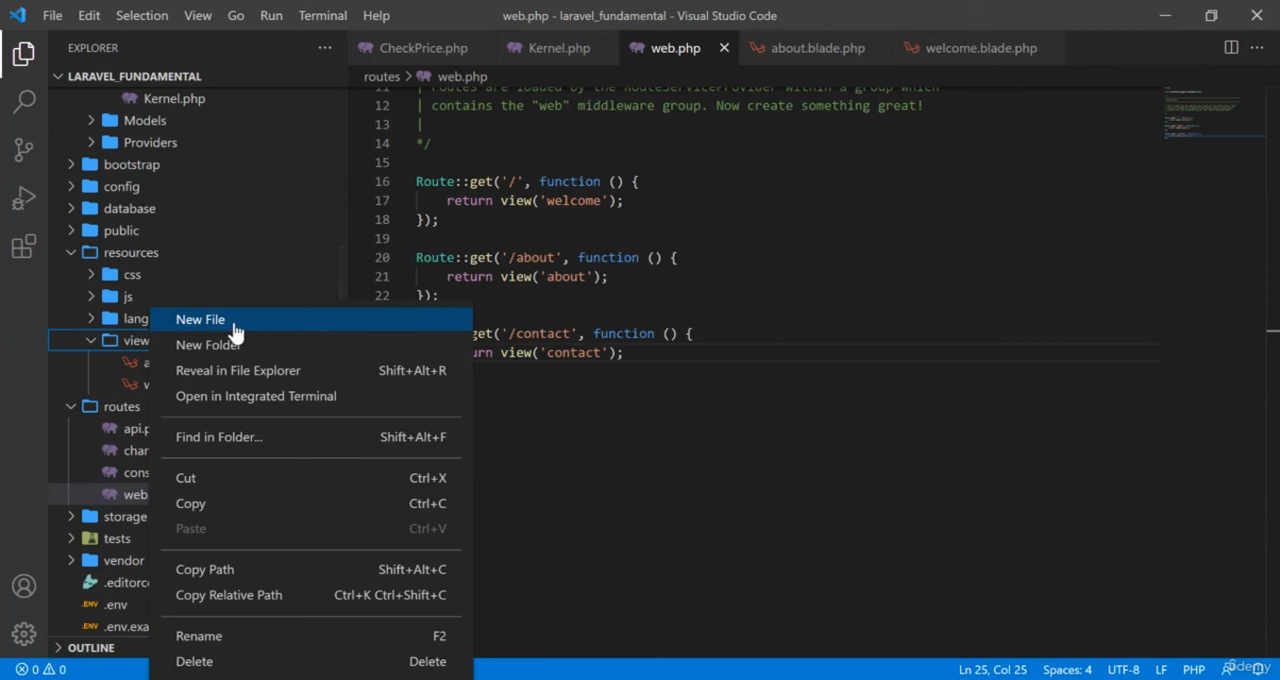 File Edit Selection View Go Run Terminal Help
web.php - laravel_fundamental - Visual Studio Code
EXPLORER
LARAVEL_FUNDAMENTAL
Kernel.php
Models
Providers
bootstrap
config
database
public
resources
css
js
lang
view
a
w
routes
api.p
chan
cons
web.
storage
tests
vendor
.editorco
.env
.env.exa
OUTLINE
CheckPrice.php Kernel.php web.php about.blade.php welcome.blade.php
routes > web.php
11 | routes are loaded by the RouteServiceProvider within a group which
12 | contains the "web" middleware group. Now create something great!
13 |
14 */
15
16 Route::get('/', function () {
17 return view('welcome');
18 });
19
20 Route::get('/about', function () {
21 return view('about');
22 });
get('/contact', function () {
urn view('contact');
New File
New Folder
Reveal in File Explorer Shift+Alt+R
Open in Integrated Terminal
Find in Folder... Shift+Alt+F
Cut Ctrl+X
Copy Ctrl+C
Paste Ctrl+V
Copy Path Shift+Alt+C
Copy Relative Path Ctrl+K Ctrl+Shift+C
Rename F2
Delete Delete
0 0
Ln 25, Col 25 Spaces: 4 UTF-8 LF PHP
Udemy